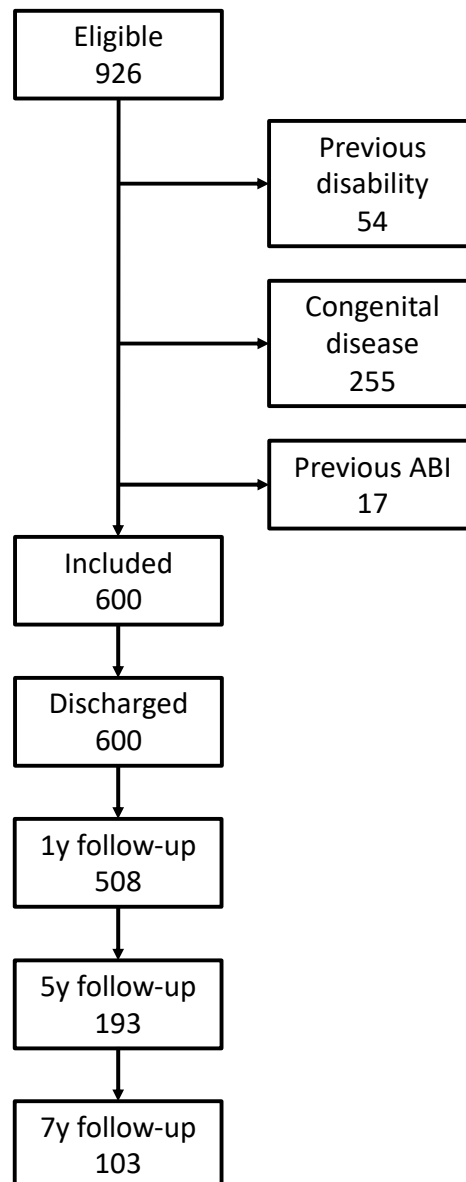 Eligible
926
Previous
disability
54
Congenital
disease
255
Previous ABI
17
Included
600
Discharged
600
1y follow-up
508
5y follow-up
193
7y follow-up
103